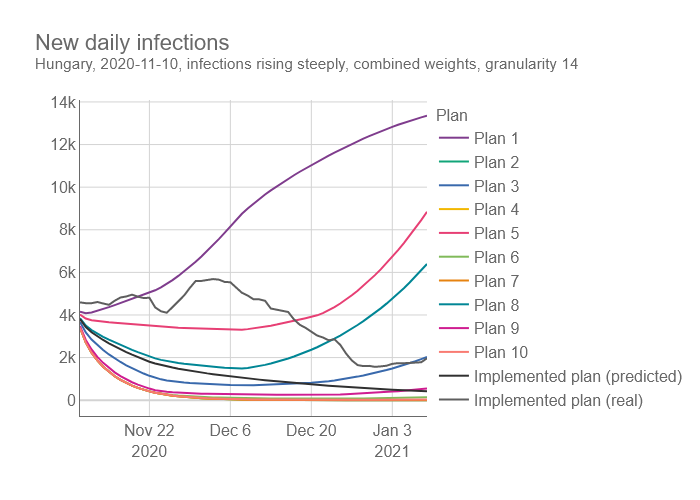 New daily infections
Hungary, 2020-11-10, infections rising steeply, combined weights, granularity 14
14k
12k
10k
8k
6k
4k
2k
0
Nov 22
2020
Dec 6
Dec 20
Jan 3
2021
Plan
Plan 1
Plan 2
Plan 3
Plan 4
Plan 5
Plan 6
Plan 7
Plan 8
Plan 9
Plan 10
Implemented plan (predicted)
Implemented plan (real)